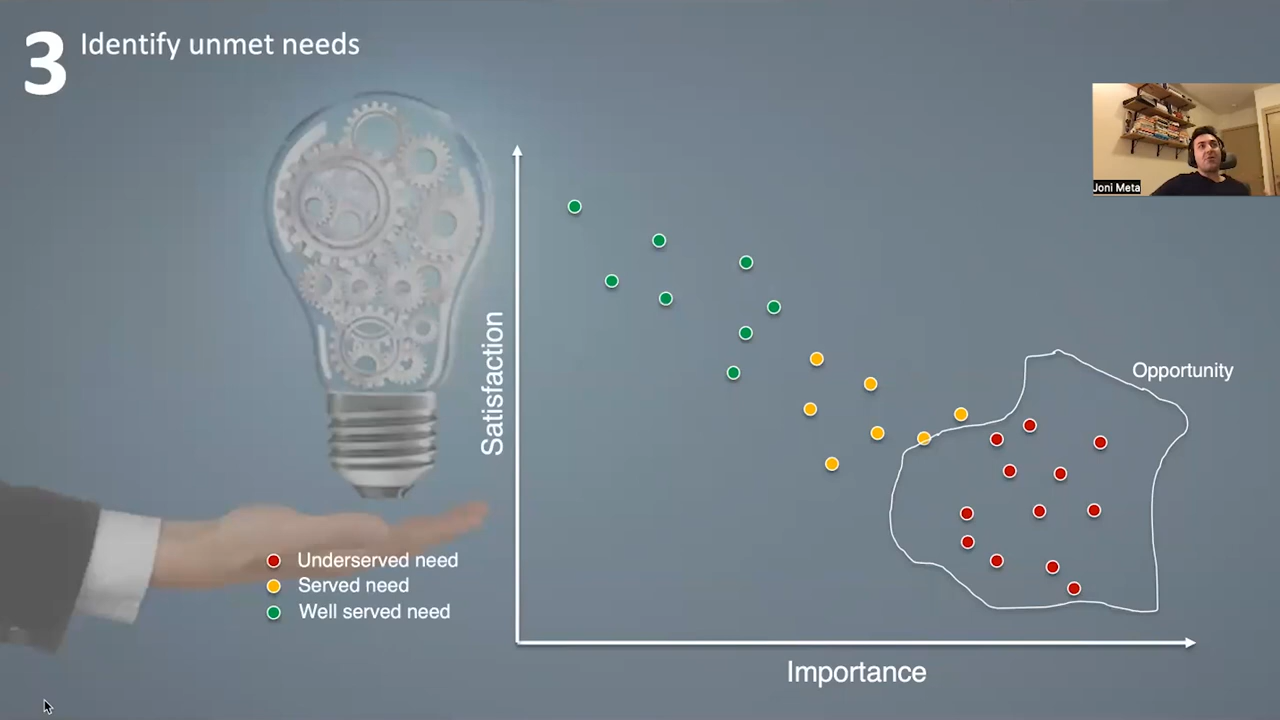 3
Identify unmet needs
Joni Meta
Opportunity
Satisfaction
Underserved need
Served need
Well served need
Importance